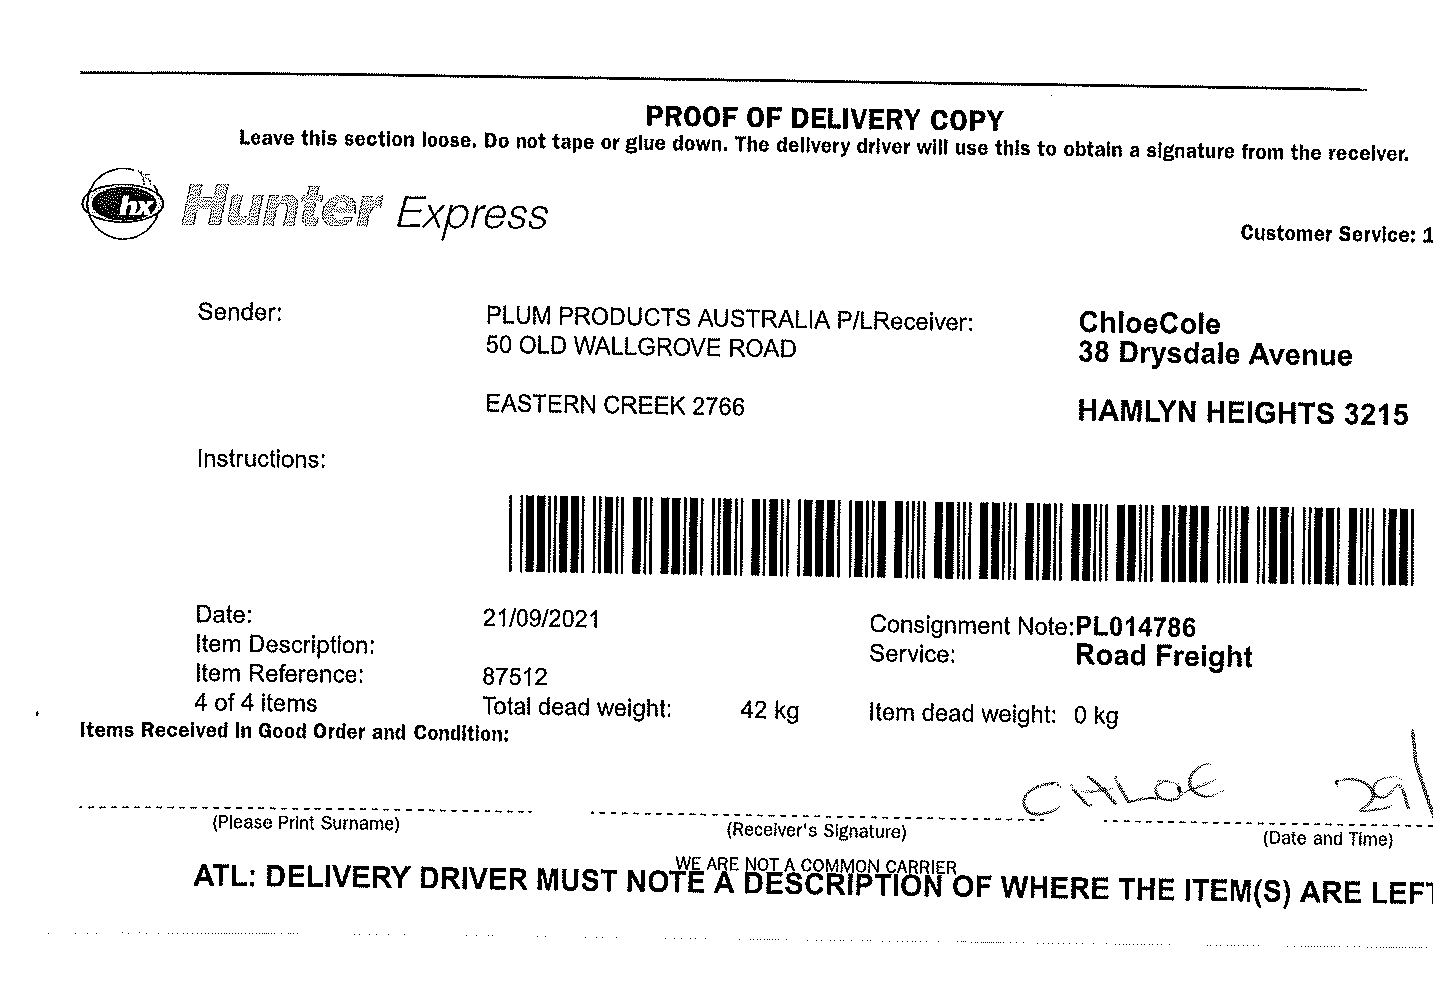 PROOF OF DELIVERY COPY
Leave this section loose. Do not tape or glue down. The delivery driver will use this to obtain a signature from the receiver.
hx Hunter Express
Customer Service: 1
Sender: PLUM PRODUCTS AUSTRALIA P/LReceiver: ChloeCole
50 OLD WALLGROVE ROAD 38 Drysdale Avenue
EASTERN CREEK 2766 HAMLYN HEIGHTS 3215
Instructions:
Date: 21/09/2021 Consignment Note:PL014786
Item Description: Service: Road Freight
Item Reference: 87512
4 of 4 items Total dead weight: 42 kg Item dead weight: 0 kg
Items Received In Good Order and Condition:
CHLOE 29/
(Please Print Surname) (Receiver's Signature) (Date and Time)
WE ARE NOT A COMMON CARRIER
ATL: DELIVERY DRIVER MUST NOTE A DESCRIPTION OF WHERE THE ITEM(S) ARE LEFT